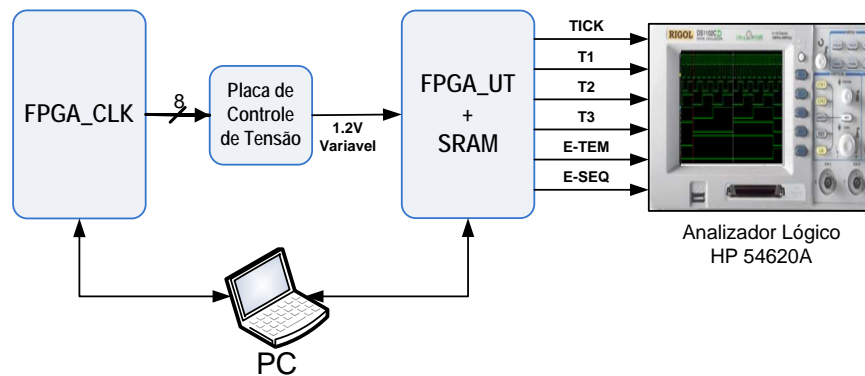 FPGA_CLK
8
Placa de
Controle
de Tensão
1.2V
Variavel
FPGA_UT
+
SRAM
TICK
T1
T2
T3
E-TEM
E-SEQ
RIGOL
Analizador Lógico
HP 54620A
PC